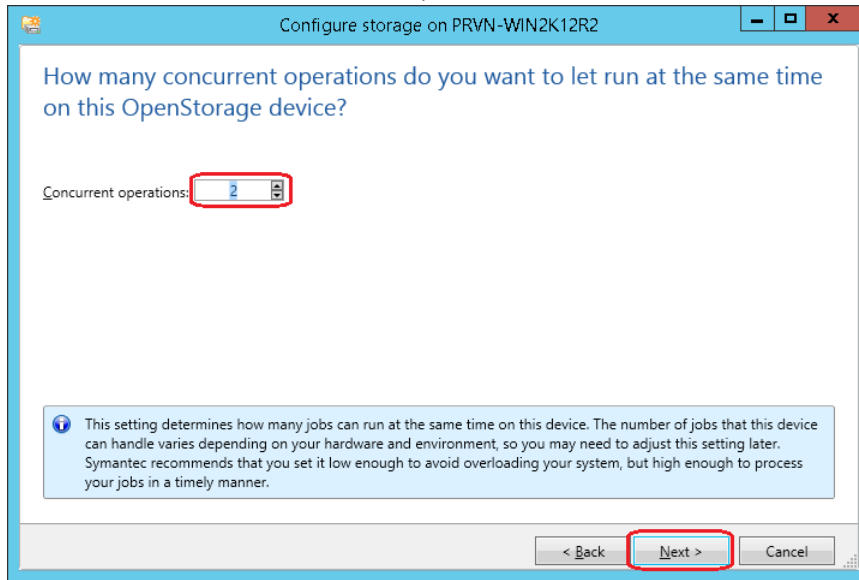 Configure storage on PRVN-WIN2K12R2
How many concurrent operations do you want to let run at the same time
on this OpenStorage device?
Concurrent operations: 2
This setting determines how many jobs can run at the same time on this device. The number of jobs that this device
can handle varies depending on your hardware and environment, so you may need to adjust this setting later.
Symantec recommends that you set it low enough to avoid overloading your system, but high enough to process
your jobs in a timely manner.
< Back Next > Cancel